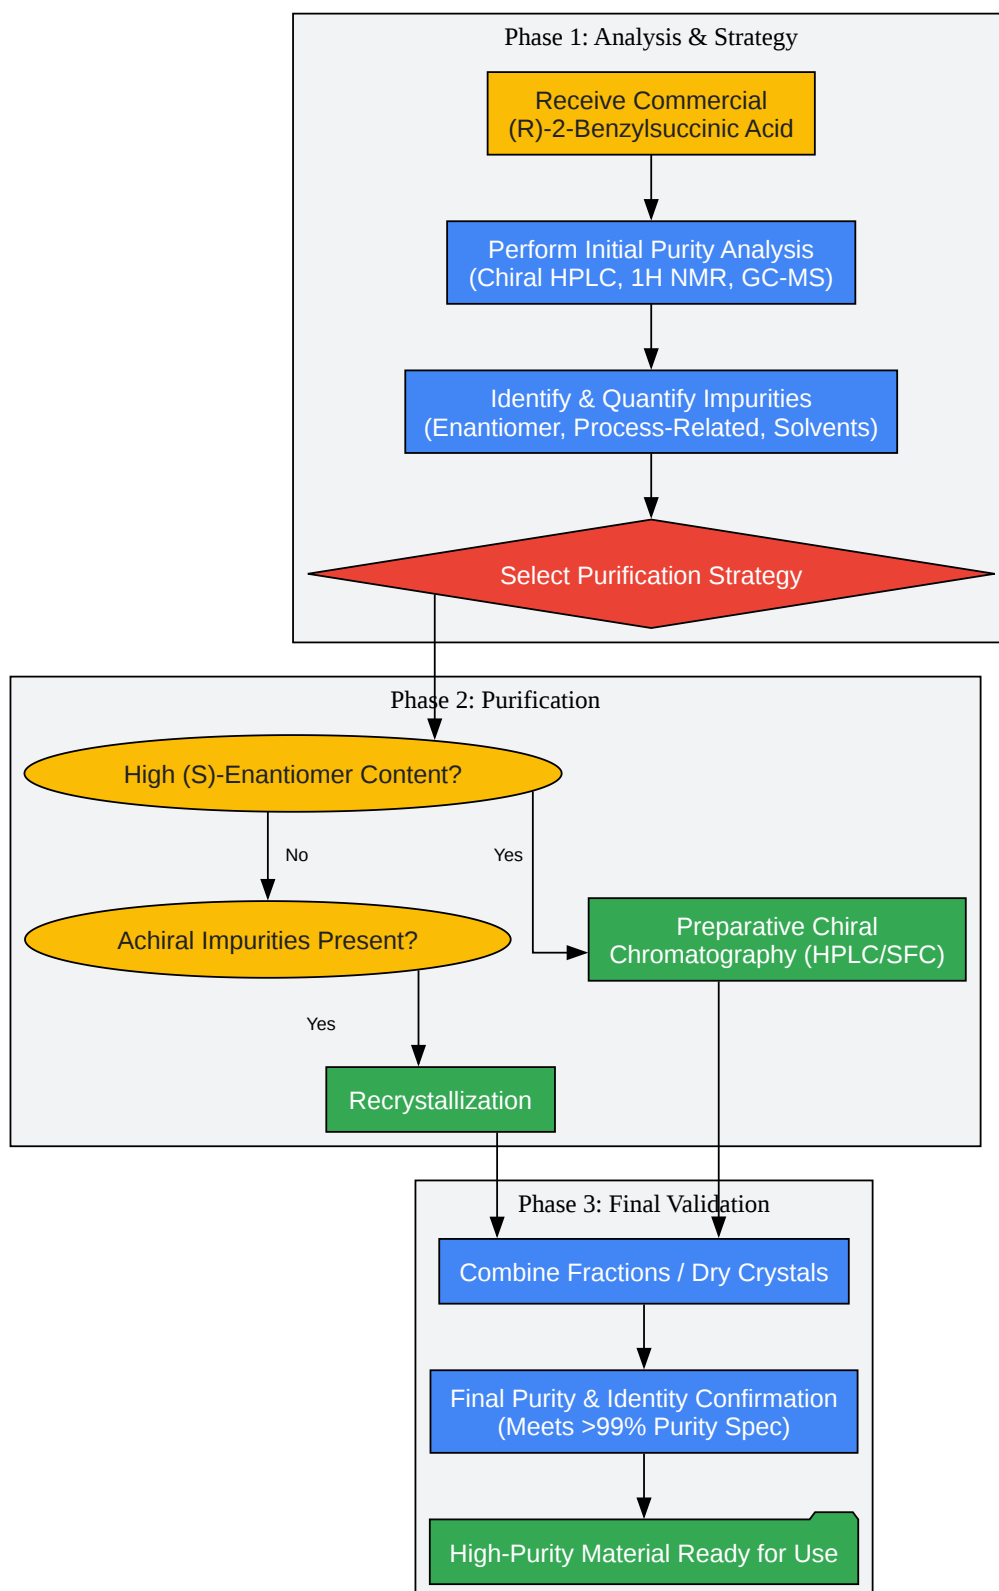 Phase 1: Analysis & Strategy
Receive Commercial
(R)-2-Benzylsuccinic Acid
Perform Initial Purity Analysis
(Chiral HPLC, 1H NMR, GC-MS)
Identify & Quantify Impurities
(Enantiomer, Process-Related, Solvents)
Select Purification Strategy
Phase 2: Purification
High (S)-Enantiomer Content?
No
Yes
Achiral Impurities Present?
Preparative Chiral
Chromatography (HPLC/SFC)
Yes
Recrystallization
Phase 3: Final Validation
Combine Fractions / Dry Crystals
Final Purity & Identity Confirmation
(Meets >99% Purity Spec)
High-Purity Material Ready for Use